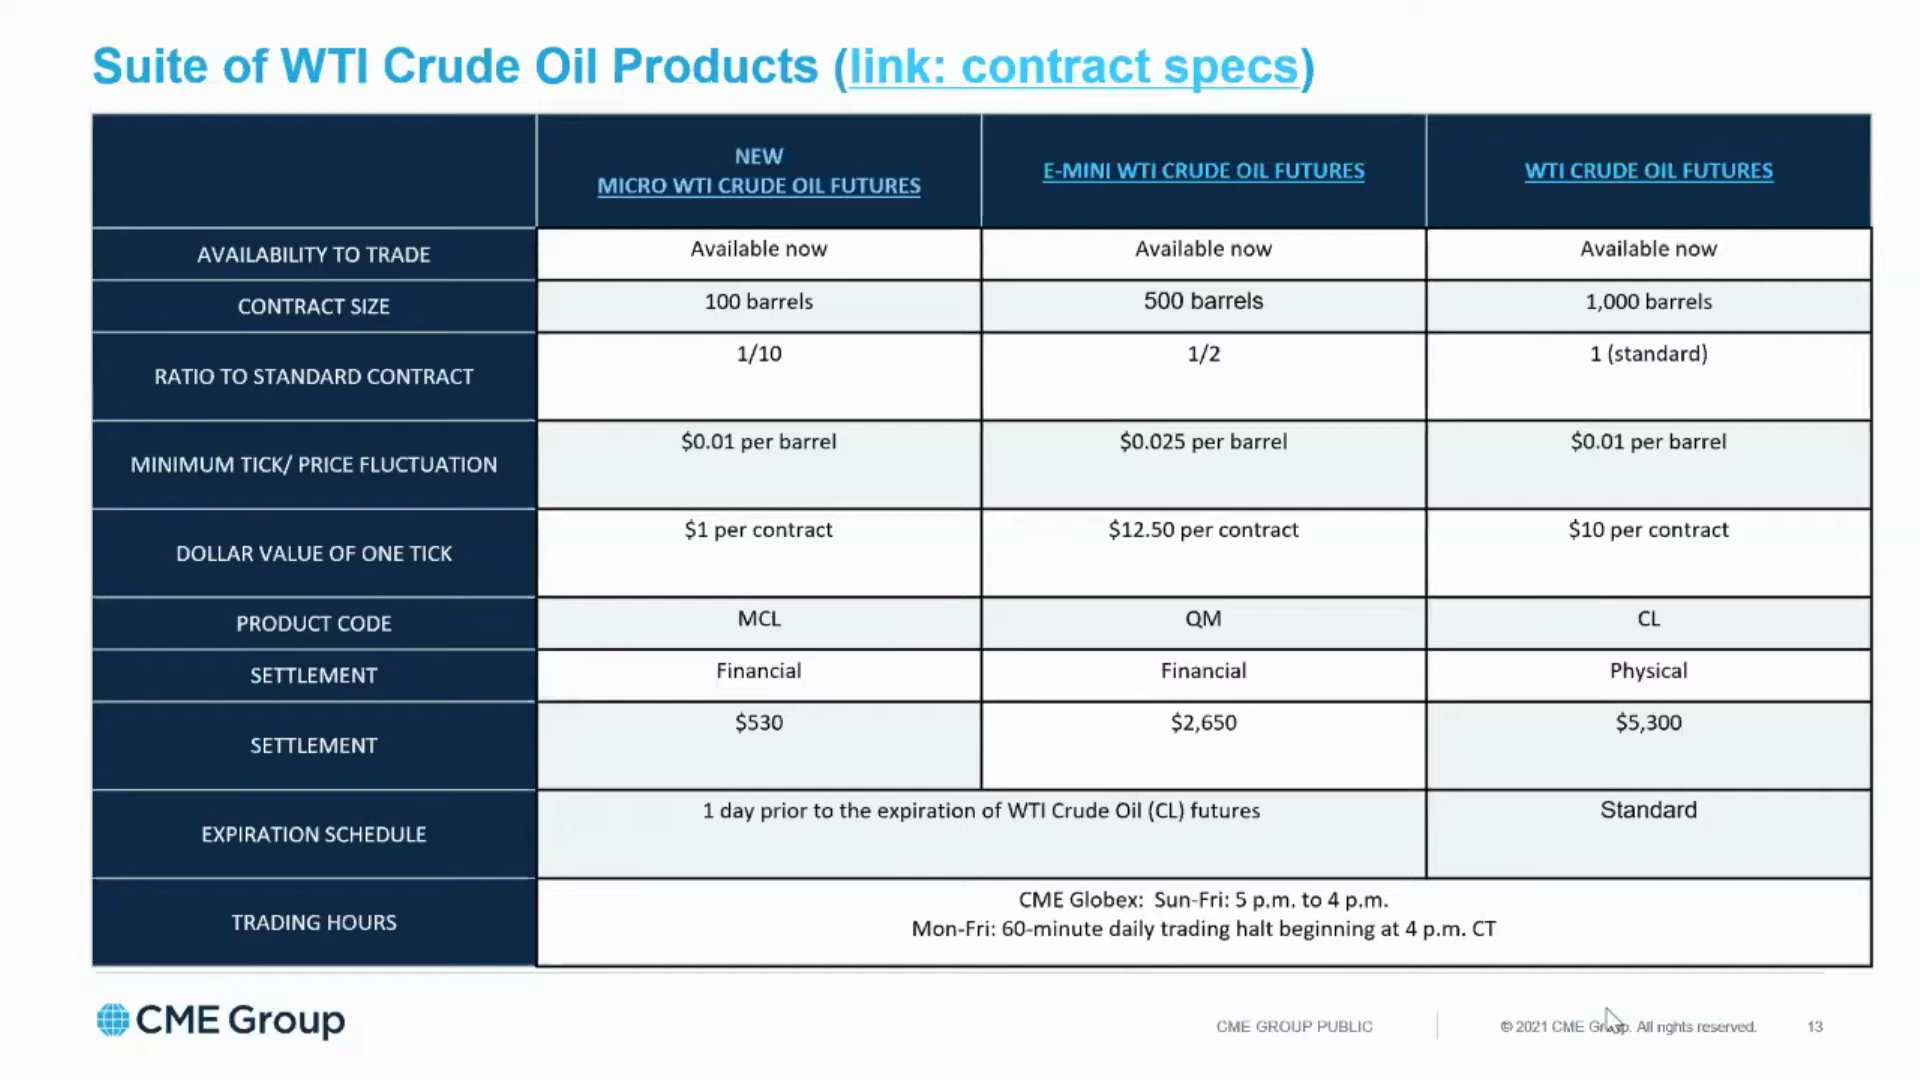 Suite of WTI Crude Oil Products (link: contract specs)
NEW
MICRO WTI CRUDE OIL FUTURES
E-MINI WTI CRUDE OIL FUTURES
WTI CRUDE OIL FUTURES
AVAILABILITY TO TRADE
Available now
Available now
Available now
CONTRACT SIZE
100 barrels
500 barrels
1,000 barrels
RATIO TO STANDARD CONTRACT
1/10
1/2
1 (standard)
MINIMUM TICK/ PRICE FLUCTUATION
$0.01 per barrel
$0.025 per barrel
$0.01 per barrel
DOLLAR VALUE OF ONE TICK
$1 per contract
$12.50 per contract
$10 per contract
PRODUCT CODE
MCL
QM
CL
SETTLEMENT
Financial
Financial
Physical
SETTLEMENT
$530
$2,650
$5,300
EXPIRATION SCHEDULE
1 day prior to the expiration of WTI Crude Oil (CL) futures
Standard
TRADING HOURS
CME Globex: Sun-Fri: 5 p.m. to 4 p.m.
Mon-Fri: 60-minute daily trading halt beginning at 4 p.m. CT
CME Group
CME GROUP PUBLIC
© 2021 CME Group. All rights reserved.
13